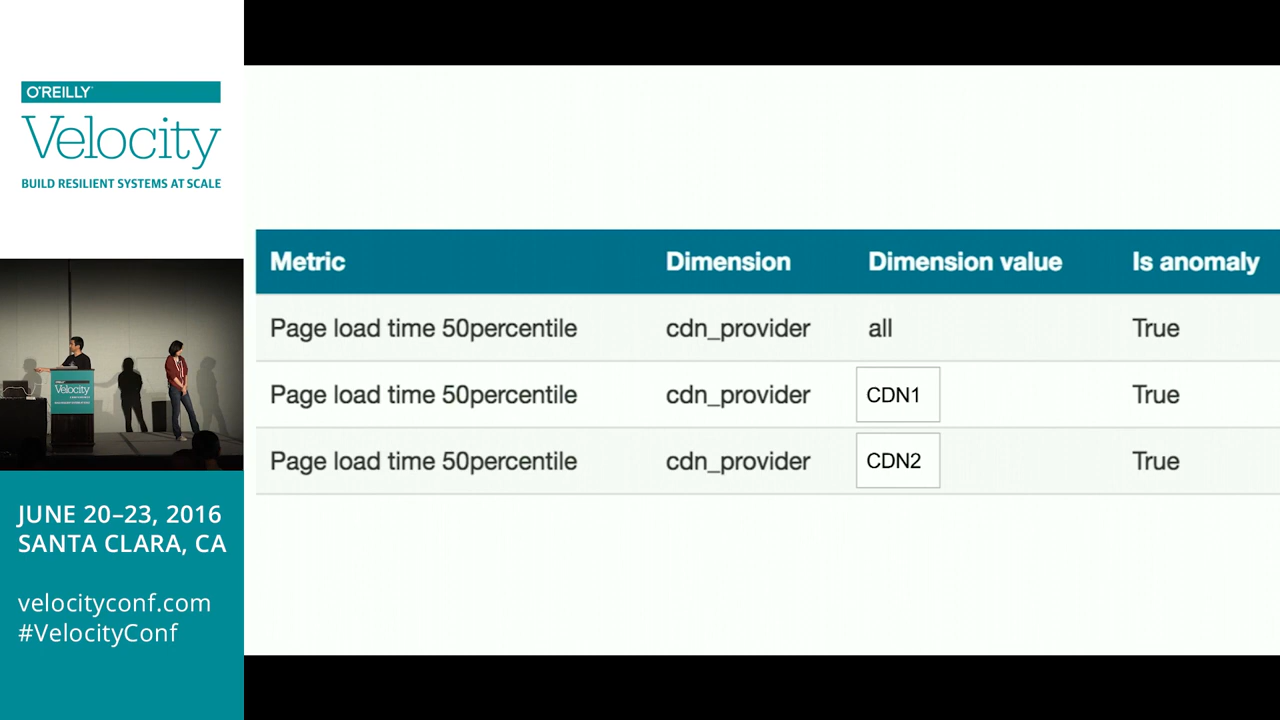 O'REILLY
Velocity
BUILD RESILIENT SYSTEMS AT SCALE
Velocity
JUNE 20–23, 2016
SANTA CLARA, CA
velocityconf.com
#VelocityConf
Metric Dimension Dimension value Is anomaly
Page load time 50percentile cdn_provider all True
Page load time 50percentile cdn_provider CDN1 True
Page load time 50percentile cdn_provider CDN2 True